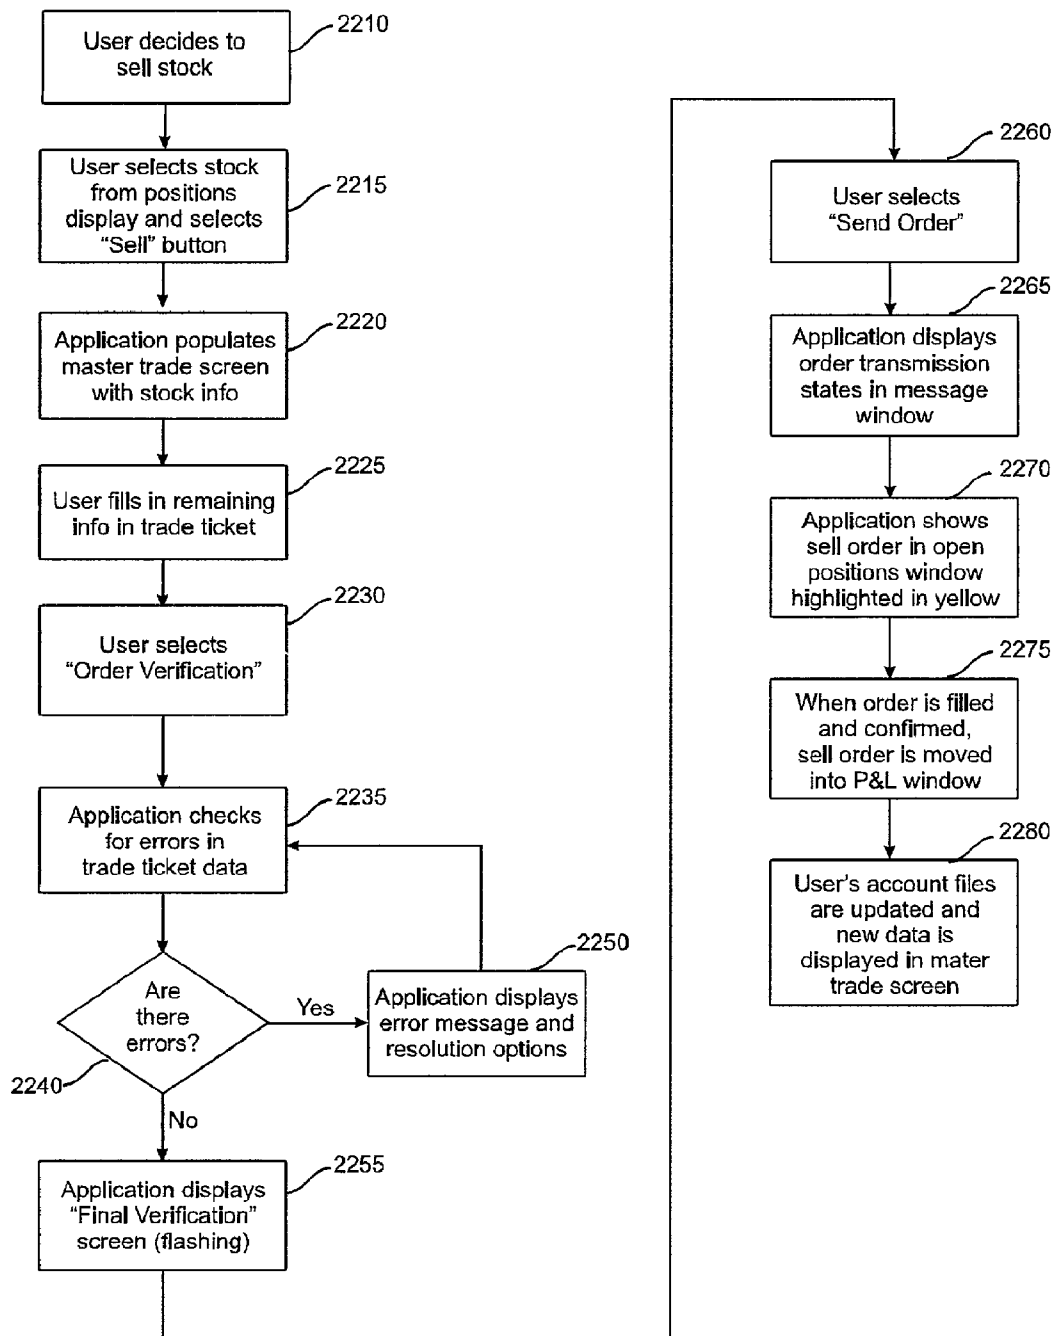 2210
User decides to
sell stock
User selects stock
from positions
display and selects
“Sell” button
2215
Application populates
master trade screen
with stock info
2220
User fills in remaining
info in trade ticket
2225
User selects
“Order Verification”
2230
Application checks
for errors in
trade ticket data
2235
Are
there
errors?
2240
Yes
Application displays
error message and
resolution options
2250
No
Application displays
“Final Verification”
screen (flashing)
2255
2260
User selects
“Send Order”
2265
Application displays
order transmission
states in message
window
2270
Application shows
sell order in open
positions window
highlighted in yellow
2275
When order is filled
and confirmed,
sell order is moved
into P&L window
2280
User's account files
are updated and
new data is
displayed in mater
trade screen